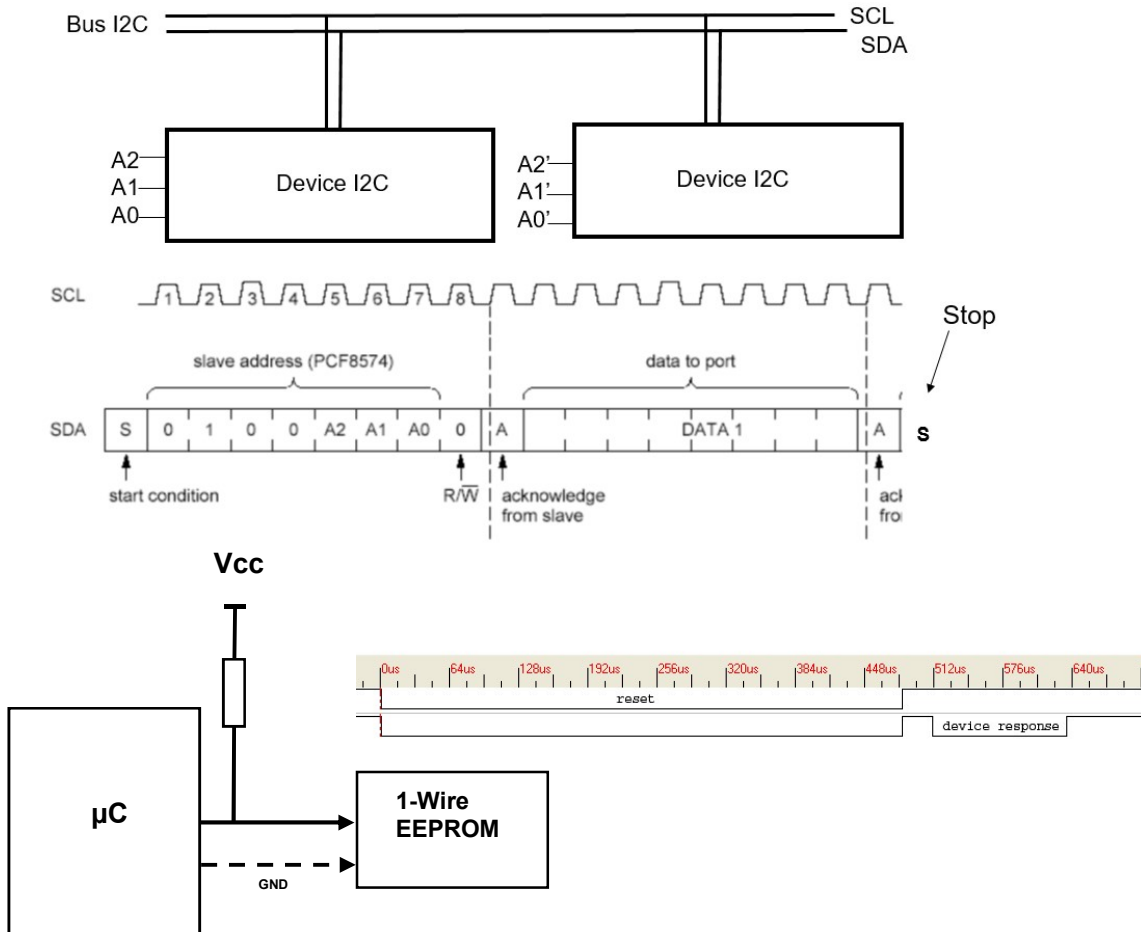 Bus I2C
SCL
SDA
A2
A1
A0
Device I2C
A2'
A1'
A0'
Device I2C
SCL
1 2 3 4 5 6 7 8
Stop
slave address (PCF8574)
data to port
SDA
S 0 1 0 0 A2 A1 A0 0 A DATA 1 A S
start condition
R/W̅
acknowledge
from slave
Vcc
0us 64us 128us 192us 256us 320us 384us 448us 512us 576us 640us
reset
device response
µC
1-Wire
EEPROM
GND